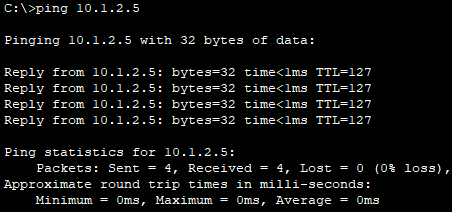 C:\>ping 10.1.2.5
Pinging 10.1.2.5 with 32 bytes of data:
Reply from 10.1.2.5: bytes=32 time<1ms TTL=127
Reply from 10.1.2.5: bytes=32 time<1ms TTL=127
Reply from 10.1.2.5: bytes=32 time<1ms TTL=127
Reply from 10.1.2.5: bytes=32 time<1ms TTL=127
Ping statistics for 10.1.2.5:
    Packets: Sent = 4, Received = 4, Lost = 0 (0% loss),
Approximate round trip times in milli-seconds:
    Minimum = 0ms, Maximum = 0ms, Average = 0ms